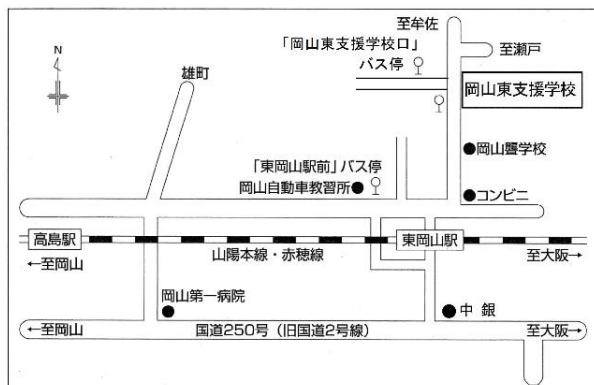 至牟佐
「岡山東支援学校口」
バス停
至瀬戸
N
雄町
岡山東支援学校
岡山聾学校
「東岡山駅前」バス停
岡山自動車教習所
コンビニ
高島駅
東岡山駅
←至岡山
山陽本線・赤穂線
至大阪→
岡山第一病院
中銀
←至岡山
国道250号（旧国道2号線）
至大阪→